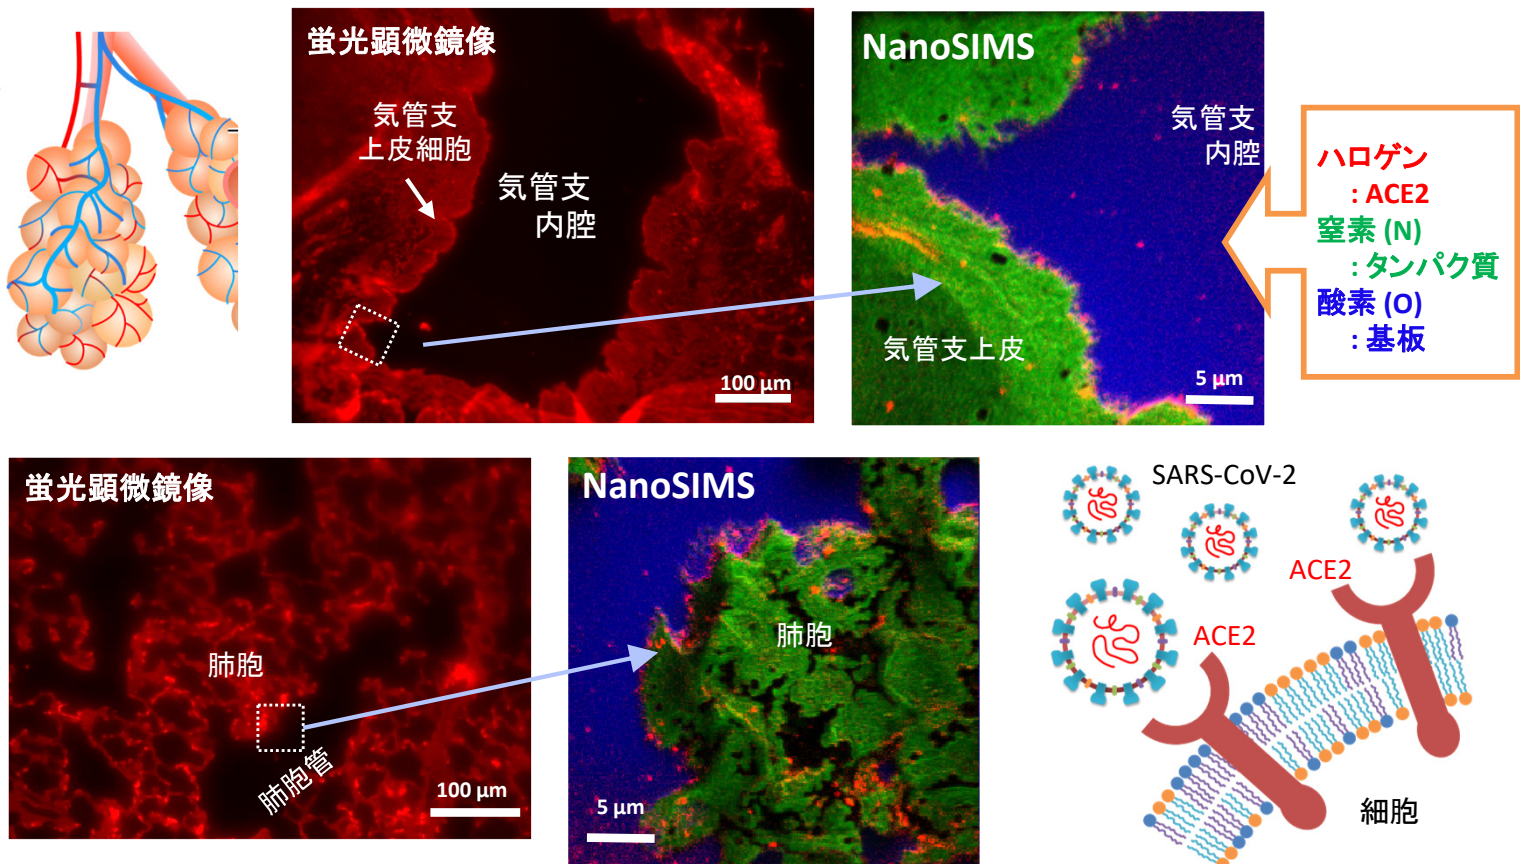 蛍光顕微鏡像
気管支
上皮細胞
気管支
内腔
100 μm
NanoSIMS
気管支
内腔
気管支上皮
5 μm
ハロゲン
: ACE2
窒素 (N)
: タンパク質
酸素 (O)
: 基板
蛍光顕微鏡像
肺胞
肺胞管
100 μm
NanoSIMS
肺胞
5 μm
SARS-CoV-2
ACE2
ACE2
細胞